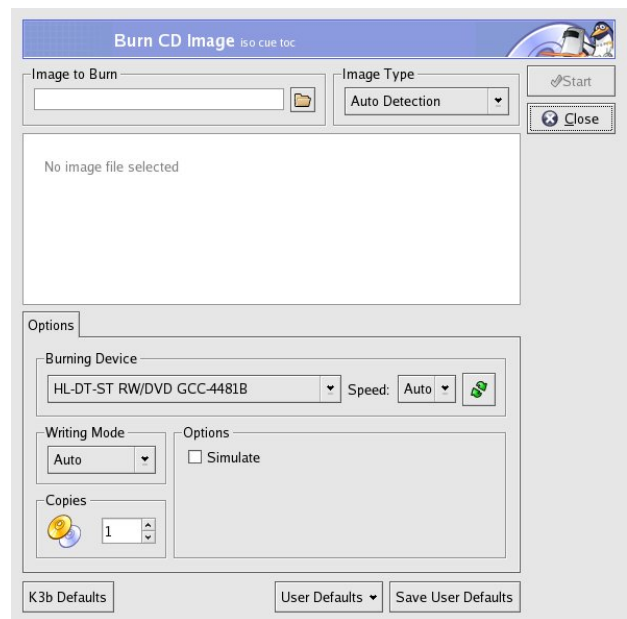 Burn CD Image iso cue toc
Image to Burn
Image Type
Start
Auto Detection
Close
No image file selected
Options
Burning Device
HL-DT-ST RW/DVD GCC-4481B
Speed:
Auto
Writing Mode
Options
Auto
Simulate
Copies
1
K3b Defaults
User Defaults
Save User Defaults